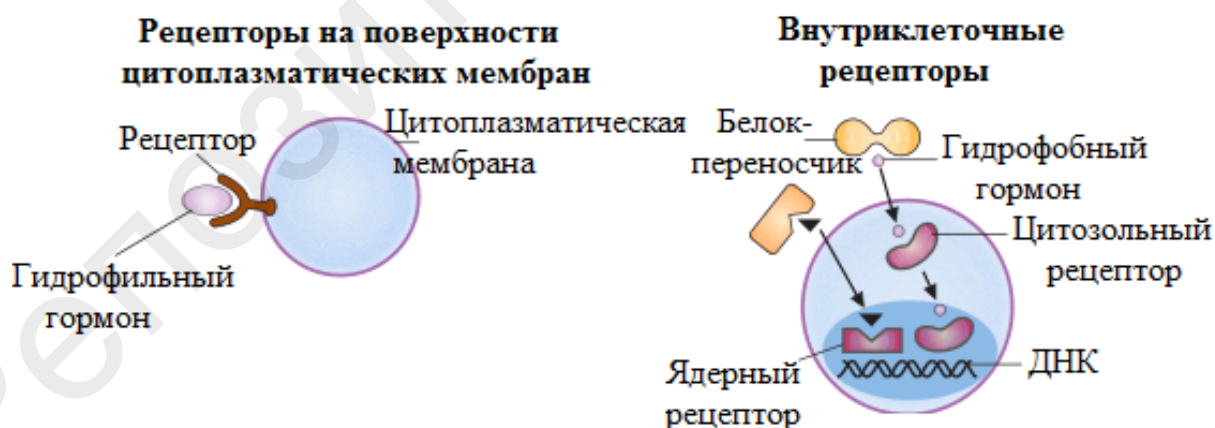 Рецепторы на поверхности
цитоплазматических мембран
Рецептор
Цитоплазматическая
мембрана
Гидрофильный
гормон
Внутриклеточные
рецепторы
Белок-
переносчик
Гидрофобный
гормон
Цитозольный
рецептор
Ядерный
рецептор
ДНК